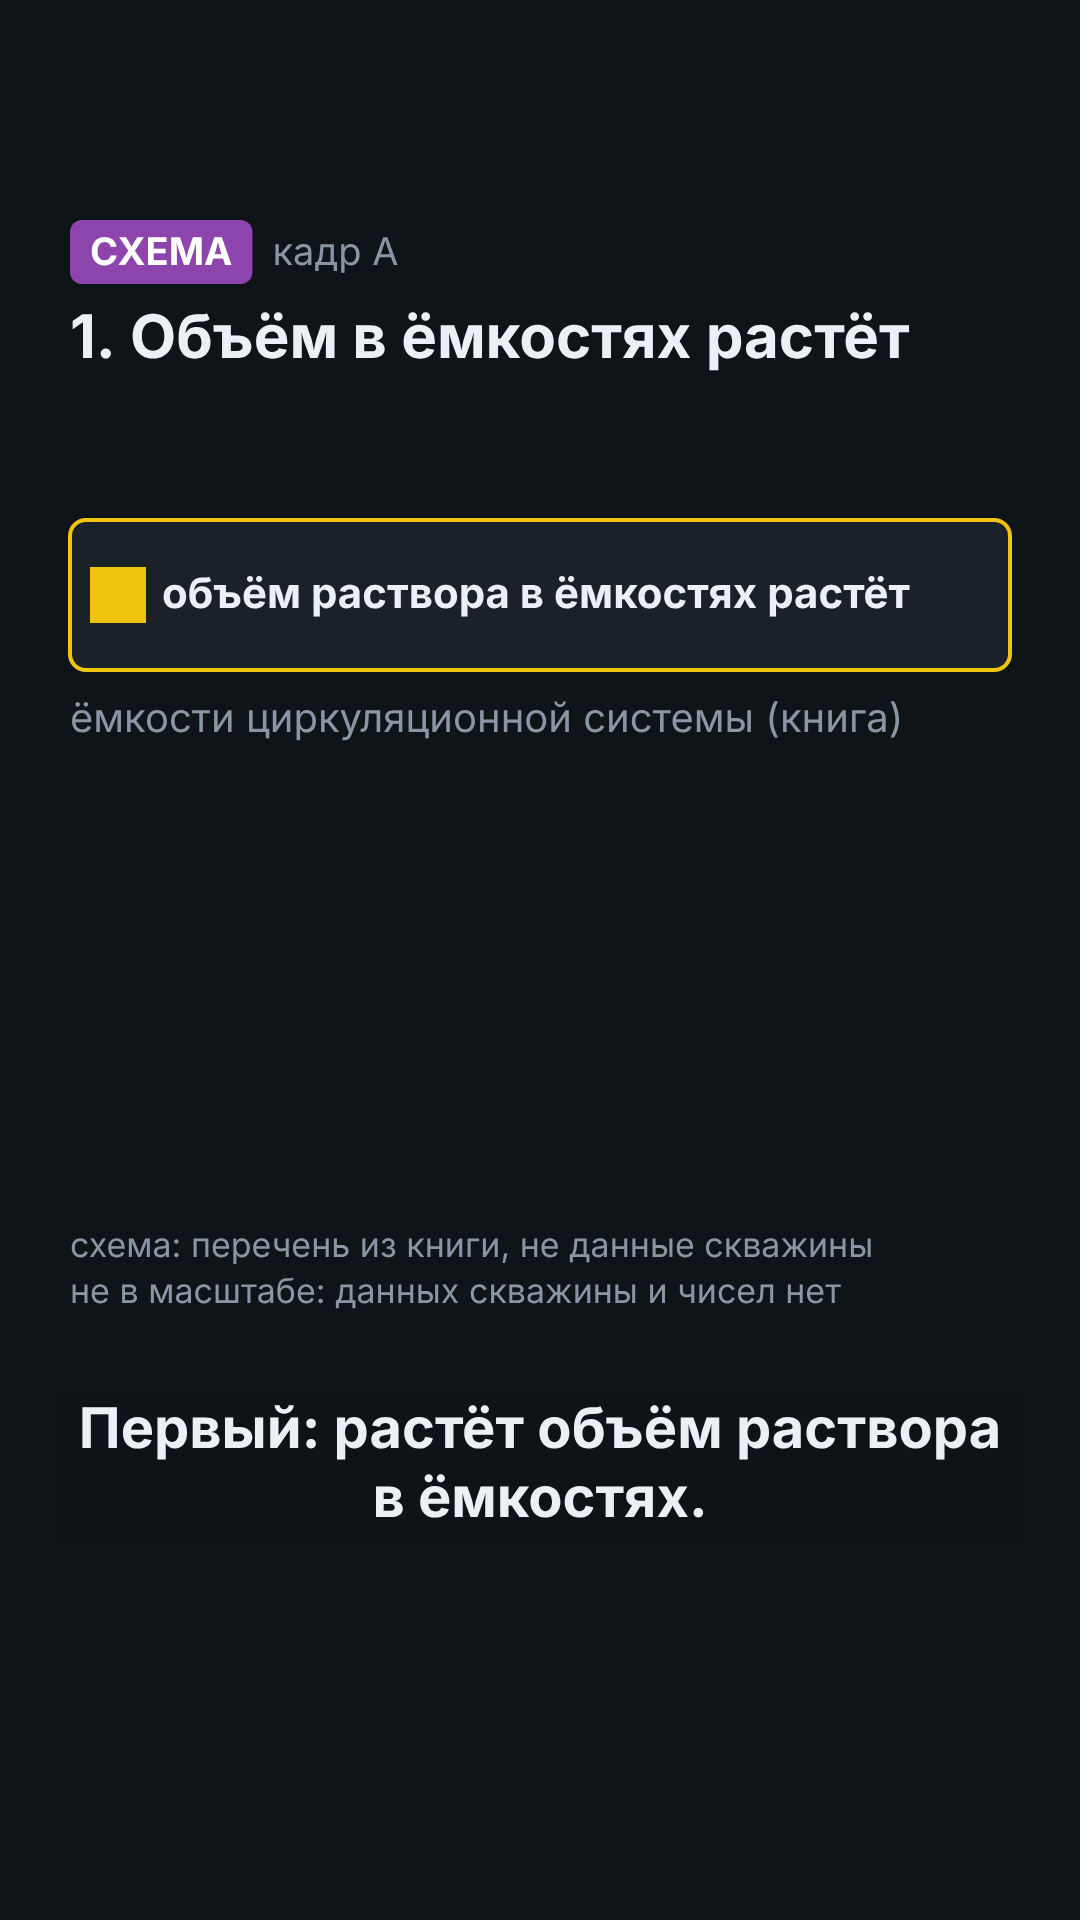 СХЕМА кадр А
1. Объём в ёмкостях растёт
объём раствора в ёмкостях растёт
ёмкости циркуляционной системы (книга)
схема: перечень из книги, не данные скважины
не в масштабе: данных скважины и чисел нет
Первый: растёт объём раствора
в ёмкостях.